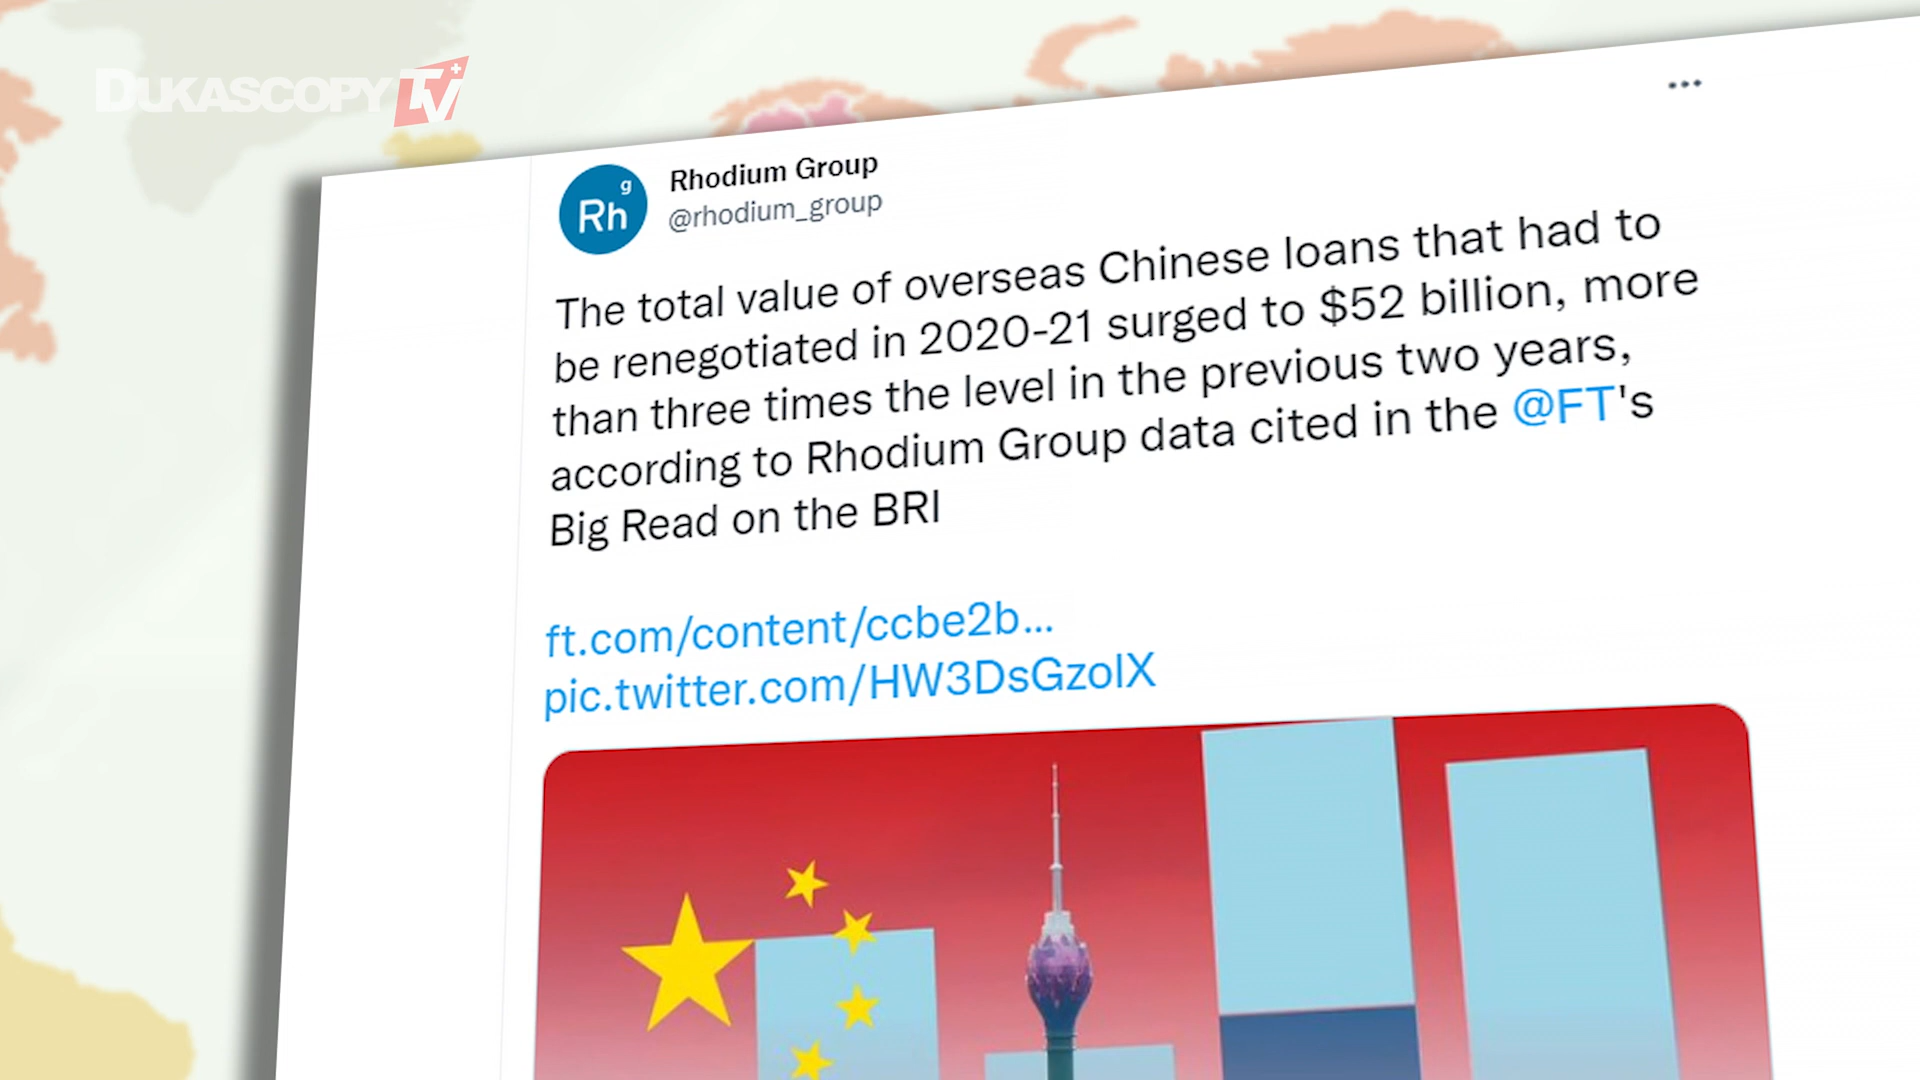 DUKASCOPY TV+
...
Rhodium Group
@rhodium_group
g
Rh
The total value of overseas Chinese loans that had to
be renegotiated in 2020-21 surged to $52 billion, more
than three times the level in the previous two years,
according to Rhodium Group data cited in the @FT's
Big Read on the BRI
ft.com/content/ccbe2b...
pic.twitter.com/HW3DsGzolX